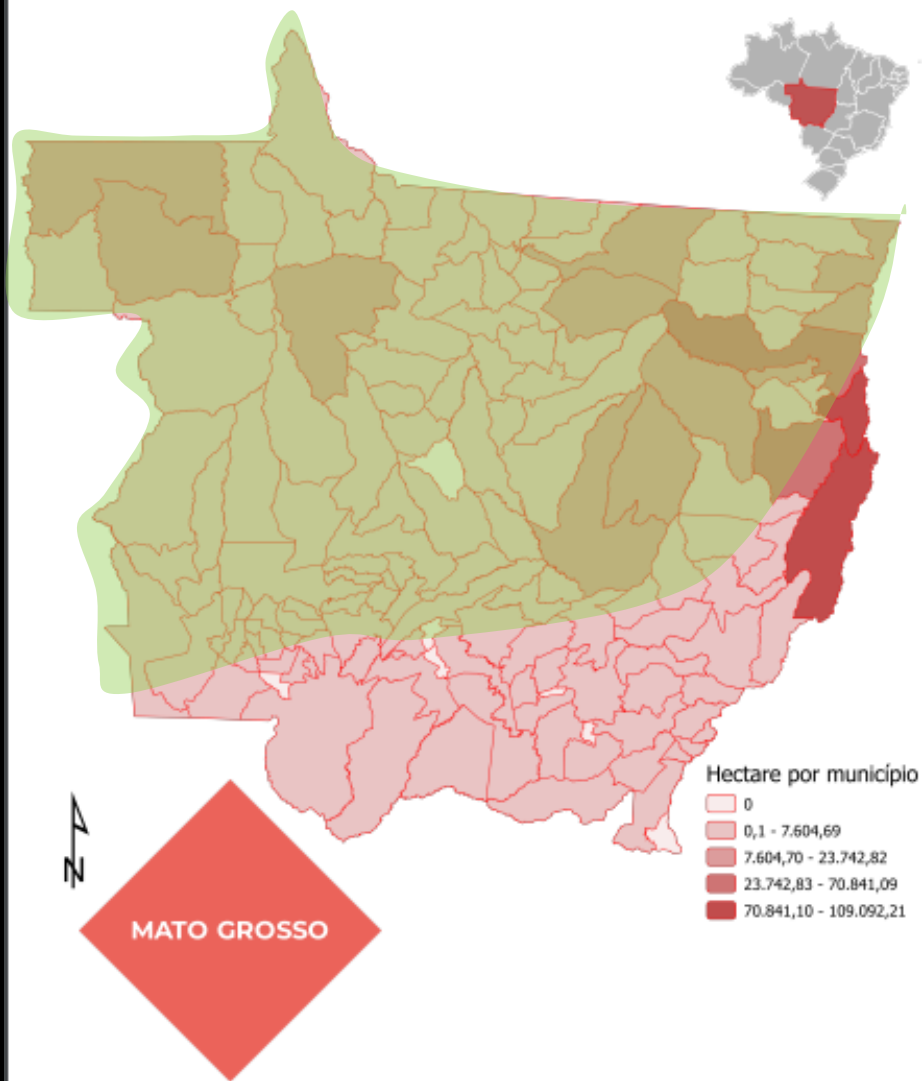 Hectare por município
0
0,1 - 7.604,69
7.604,70 - 23.742,82
23.742,83 - 70.841,09
70.841,10 - 109.092,21
N
MATO GROSSO